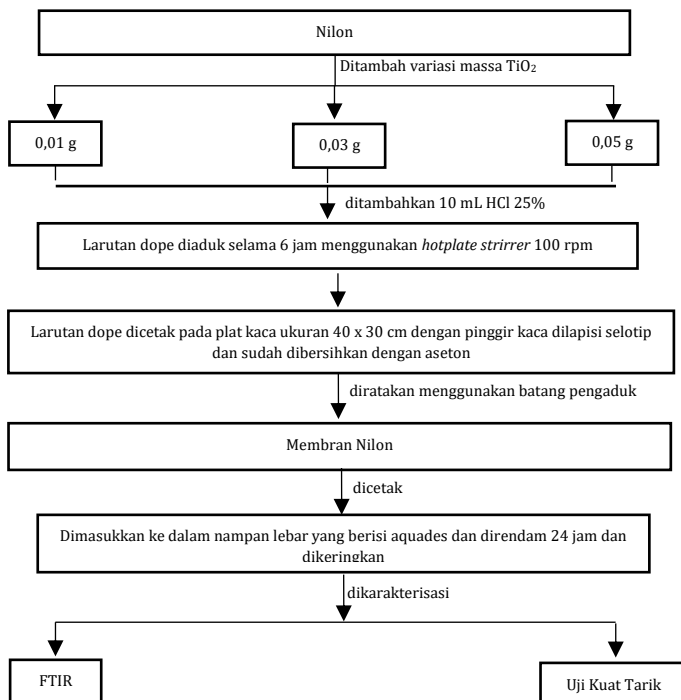 Nilon
Ditambah variasi massa TiO₂
0,01 g
0,03 g
0,05 g
ditambahkan 10 mL HCl 25%
Larutan dope diaduk selama 6 jam menggunakan hotplate strirrer 100 rpm
Larutan dope dicetak pada plat kaca ukuran 40 x 30 cm dengan pinggir kaca dilapisi selotip
dan sudah dibersihkan dengan aseton
diratakan menggunakan batang pengaduk
Membran Nilon
dicetak
Dimasukkan ke dalam nampan lebar yang berisi aquades dan direndam 24 jam dan
dikeringkan
dikarakterisasi
FTIR
Uji Kuat Tarik